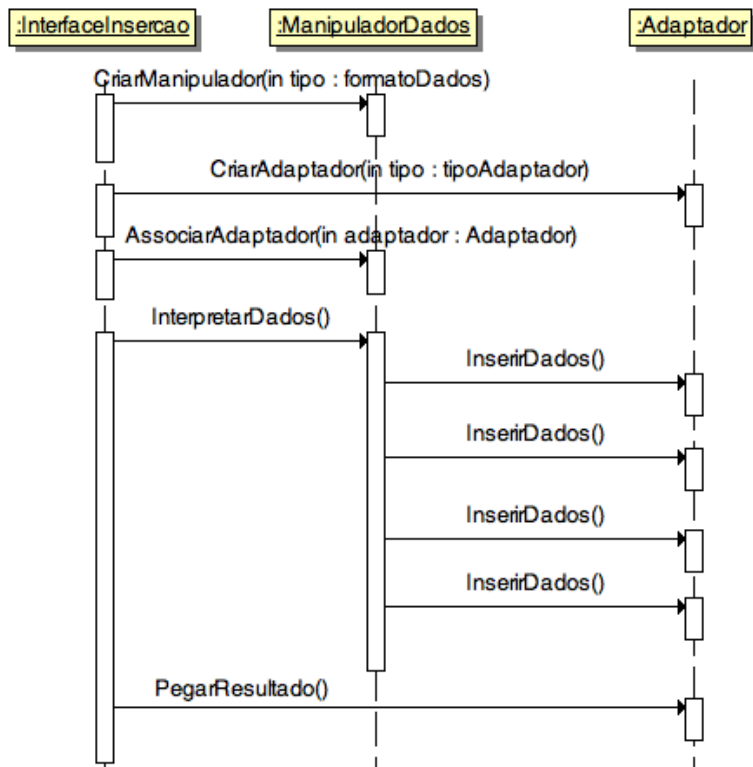 :InterfaceInsercao
:ManipuladorDados
:Adaptador
CriarManipulador(in tipo : formatoDados)
CriarAdaptador(in tipo : tipoAdaptador)
AssociarAdaptador(in adaptador : Adaptador)
InterpretarDados()
InserirDados()
InserirDados()
InserirDados()
InserirDados()
PegarResultado()